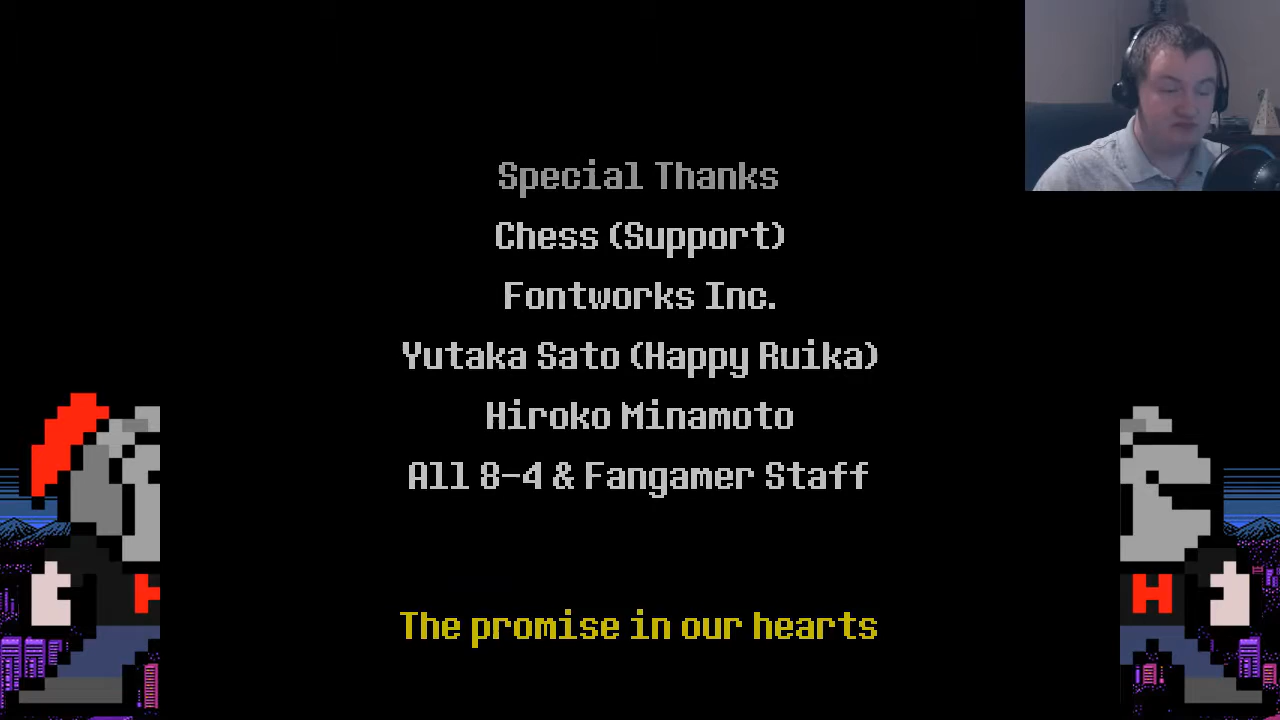 Special Thanks
Chess (Support)
Fontworks Inc.
Yutaka Sato (Happy Ruika)
Hiroko Minamoto
All 8-4 & Fangamer Staff
The promise in our hearts
H
H